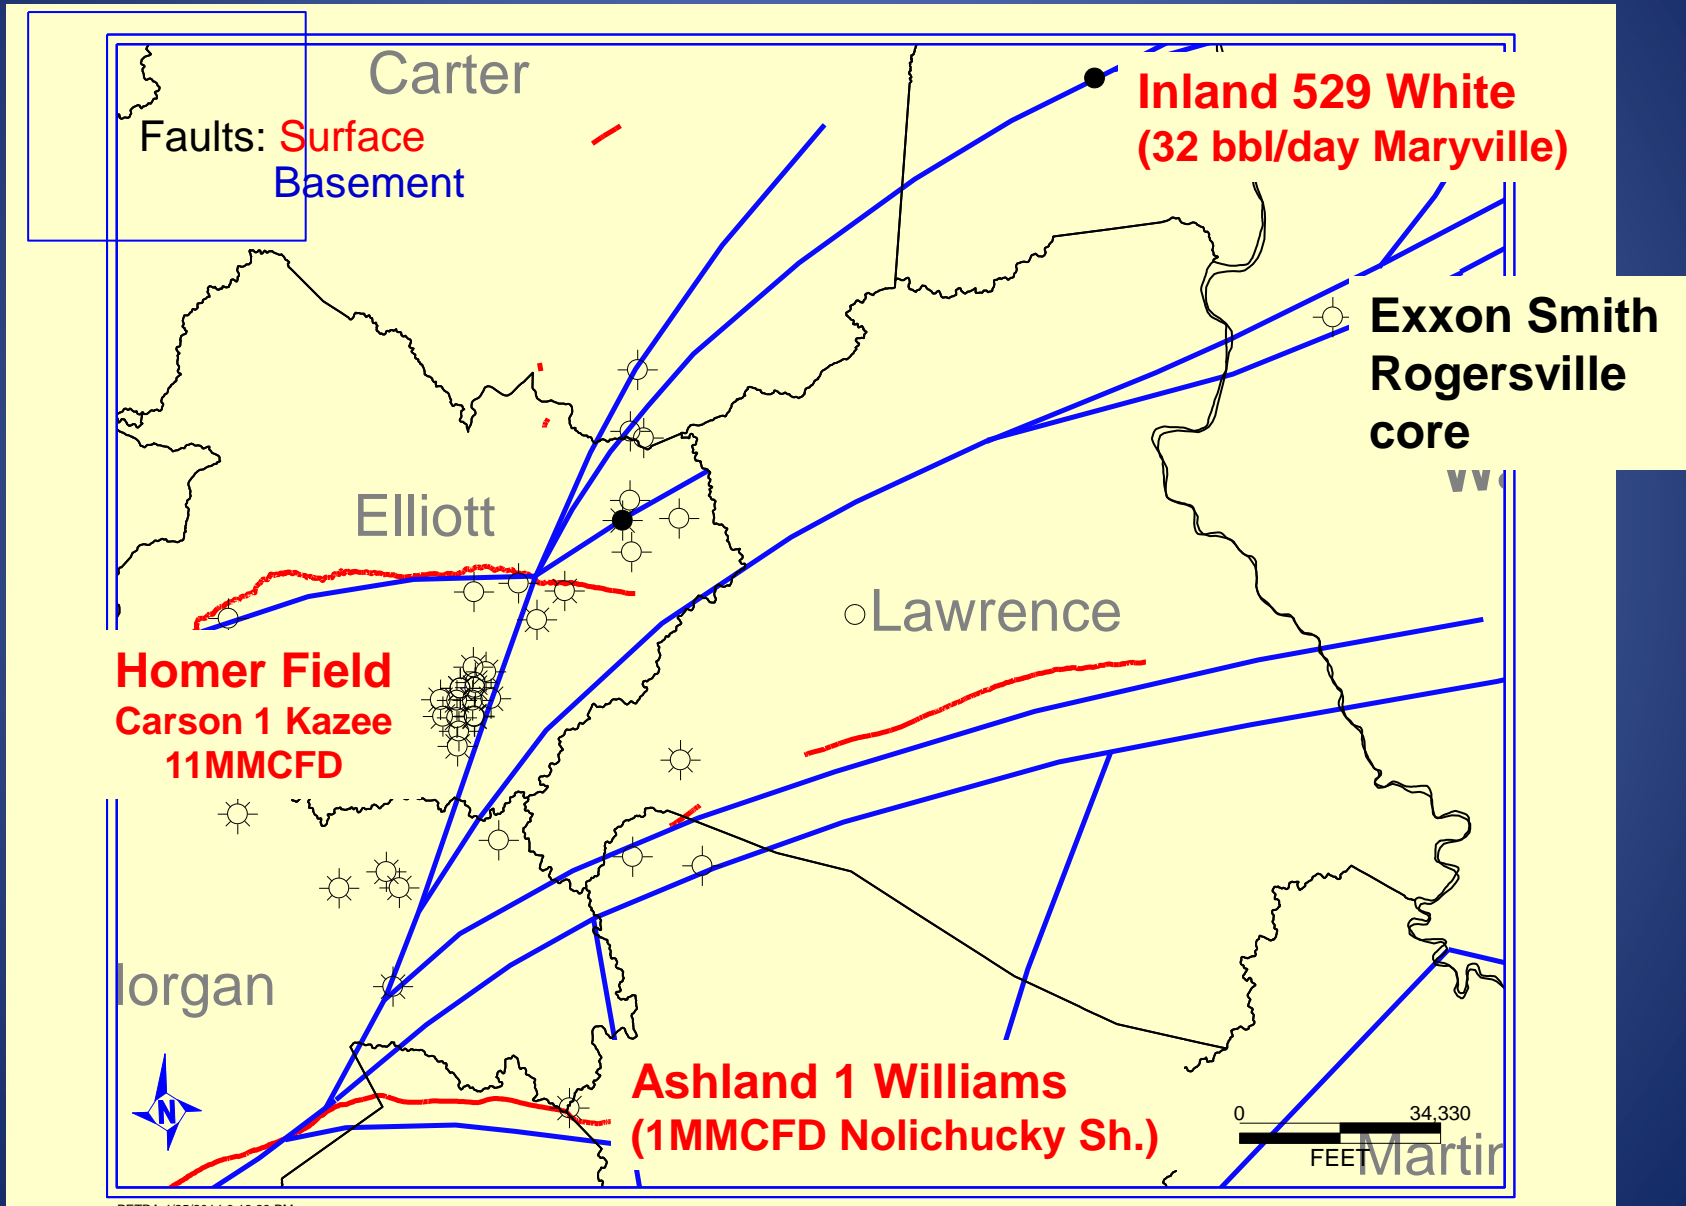 Carter
Inland 529 White
(32 bbl/day Maryville)
Faults: Surface
Basement
Exxon Smith
Rogersville
core
Elliott
Lawrence
Homer Field
Carson 1 Kazee
11MMCFD
lorgan
N
Ashland 1 Williams
(1MMCFD Nolichucky Sh.)
0 34,330
FEET
Martin